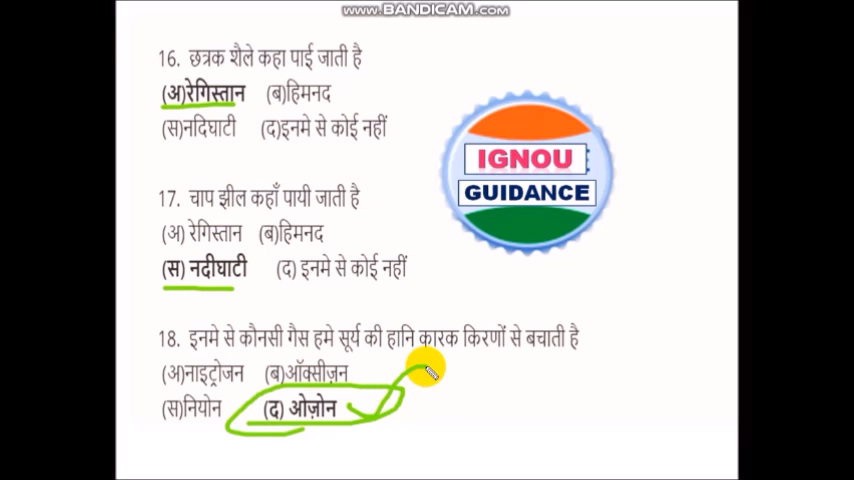 www.BANDICAM.com
16. छत्रक शैले कहा पाई जाती है
(अ)रेगिस्तान (ब)हिमनद
(स)नदिघाटी (द)इनमे से कोई नहीं
IGNOU
GUIDANCE
17. चाप झील कहाँ पायी जाती है
(अ) रेगिस्तान (ब)हिमनद
(स) नदीघाटी (द) इनमे से कोई नहीं
18. इनमे से कौनसी गैस हमे सूर्य की हानि कारक किरणों से बचाती है
(अ)नाइट्रोजन (ब)ऑक्सीज़न
(स)नियोन (द) ओज़ोन